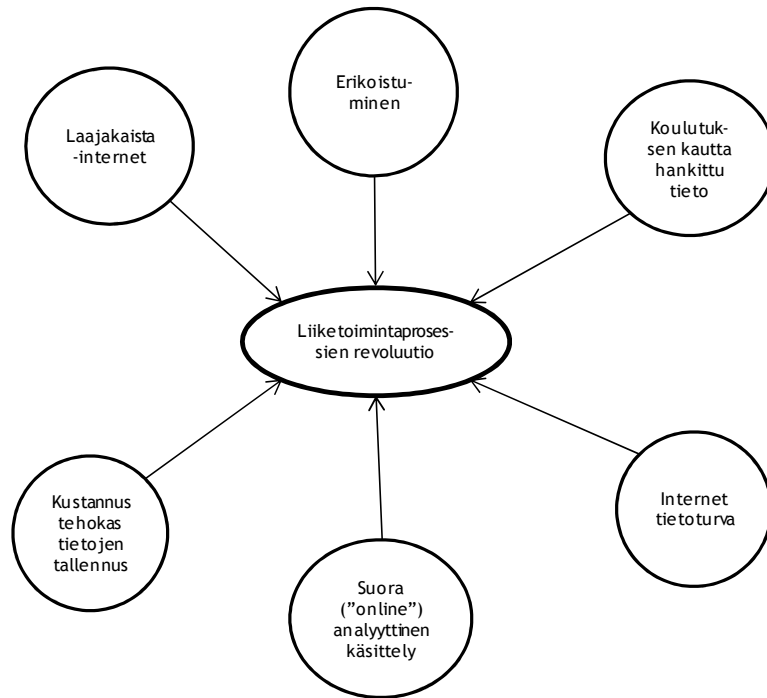 Erikoistu-
minen
Laajakaista
-internet
Koulutuk-
sen kautta
hankittu
tieto
Liiketoimintaproses-
sien revoluutio
Kustannus
tehokas
tietojen
tallennus
Internet
tietoturva
Suora
(”online”)
analyyttinen
käsittely